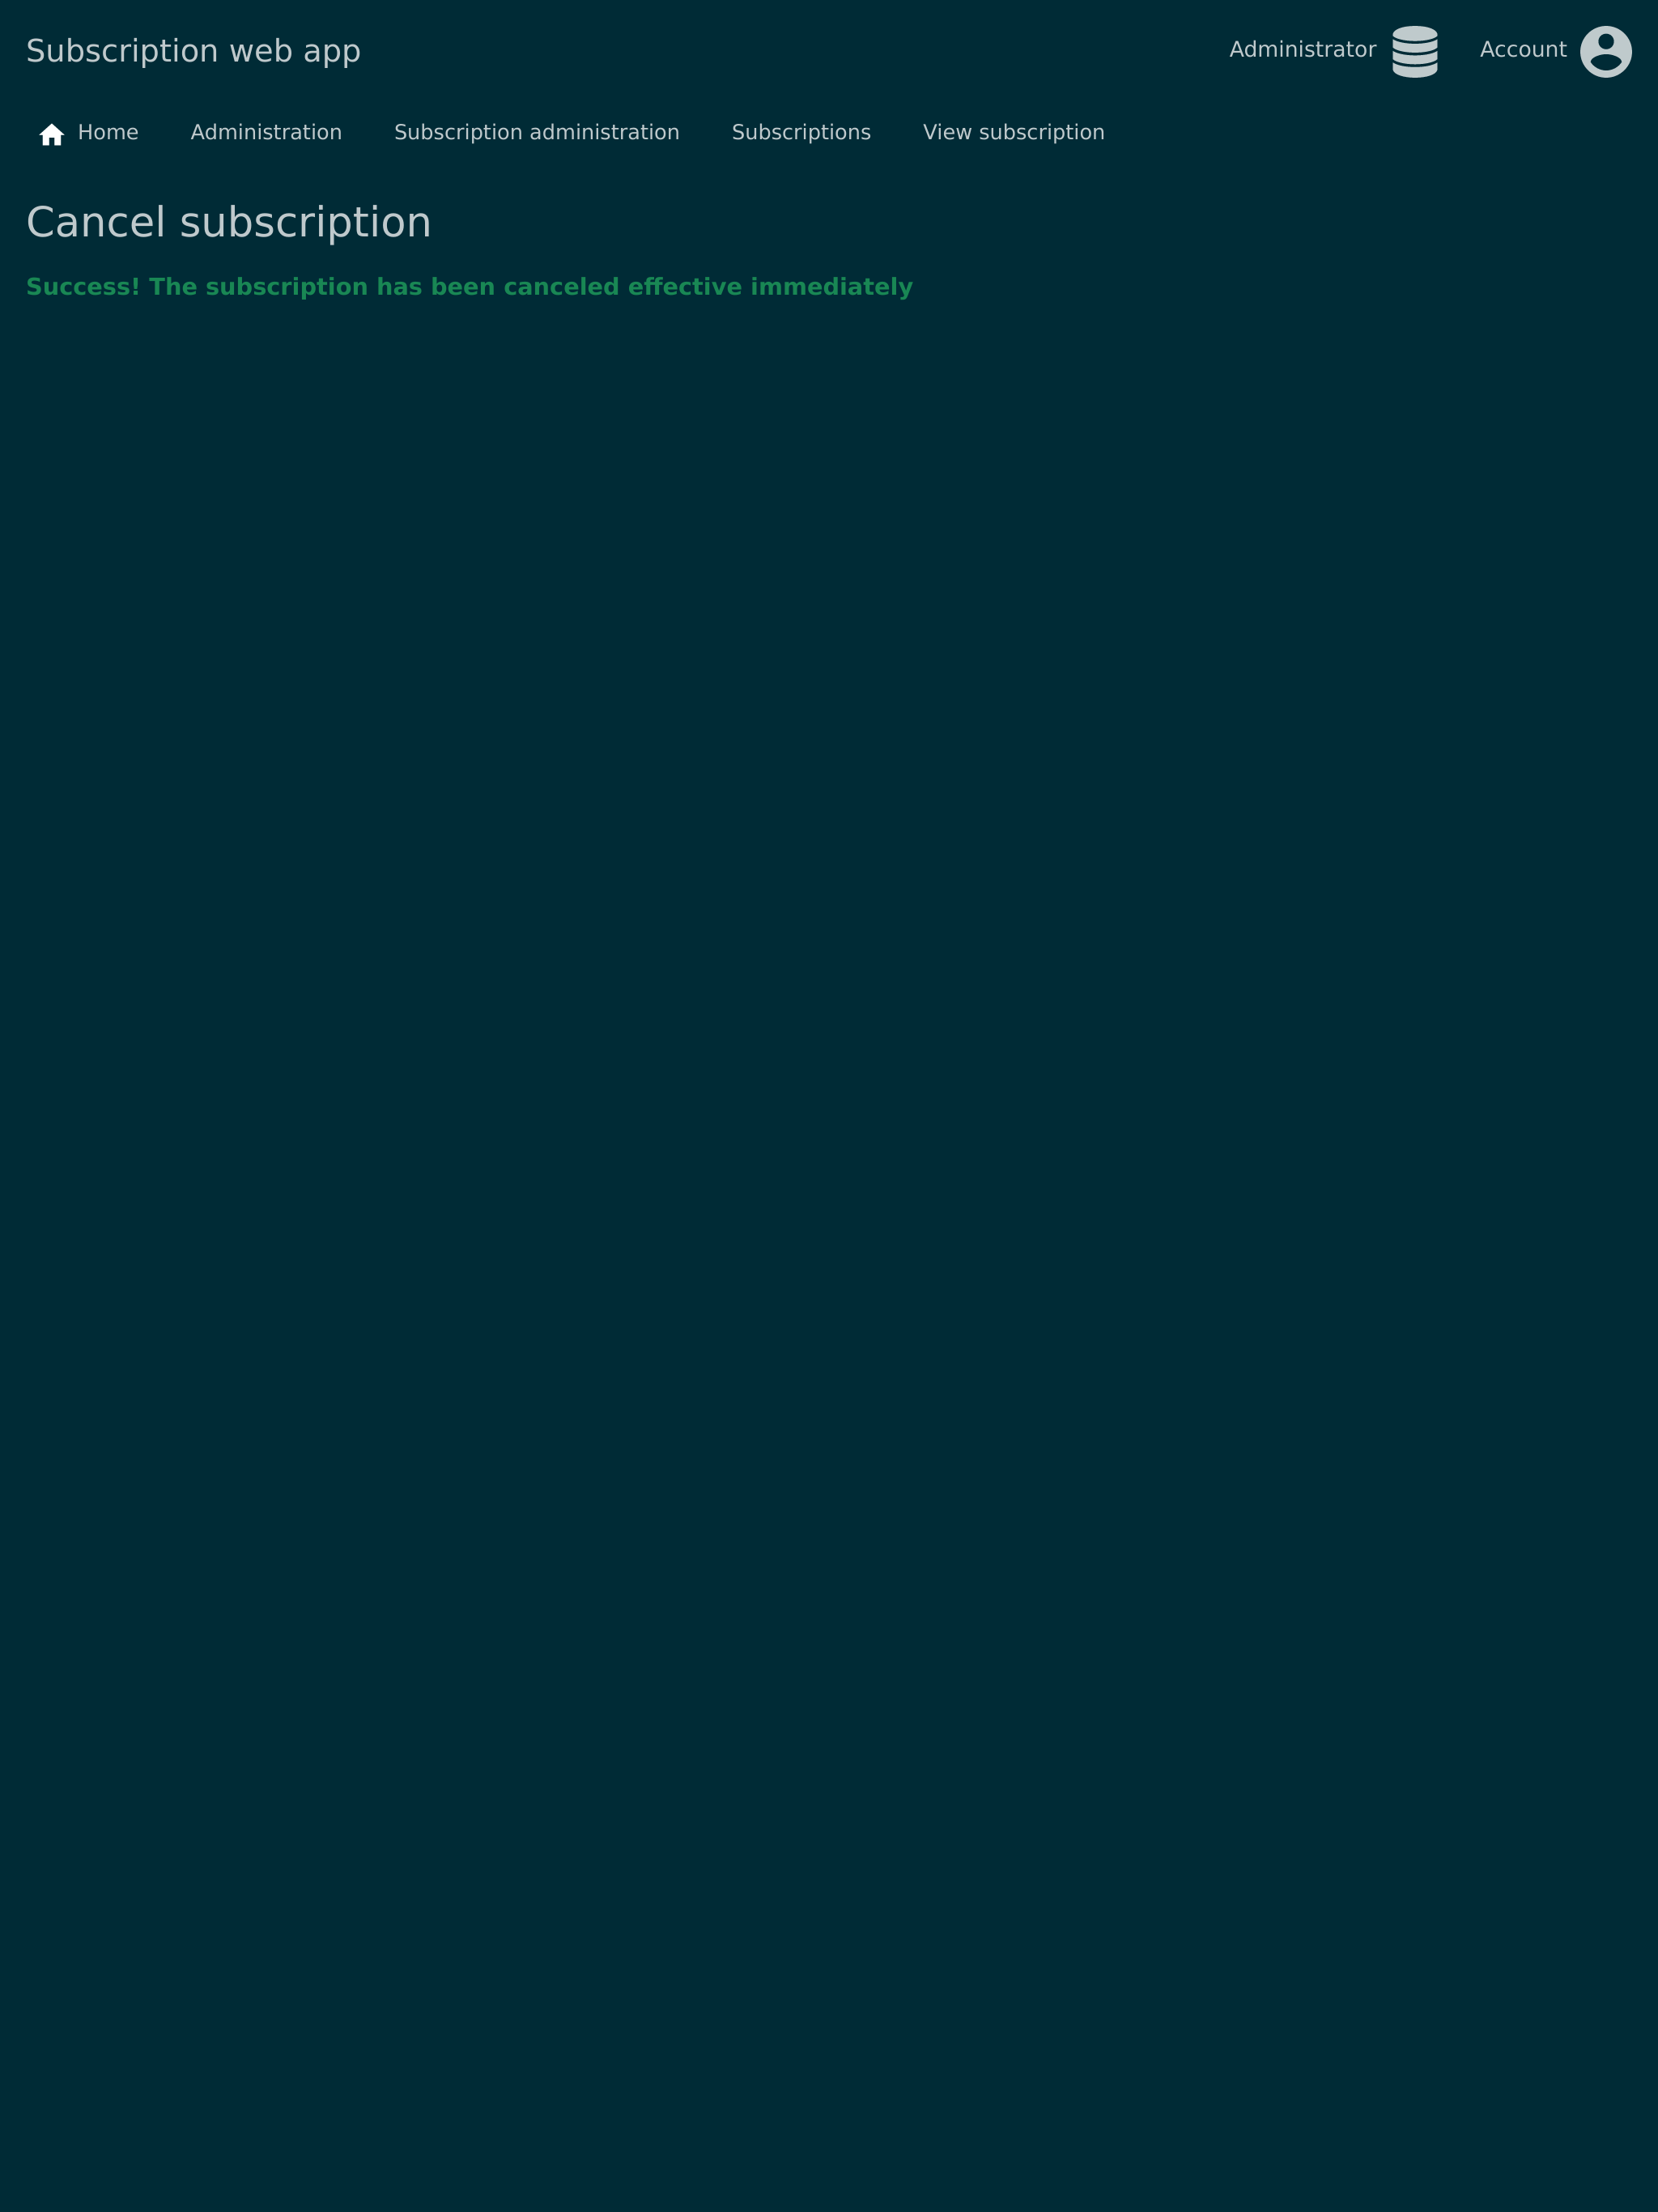 Subscription web app
Administrator
Account
Home
Administration
Subscription administration
Subscriptions
View subscription
Cancel subscription
Success! The subscription has been canceled effective immediately